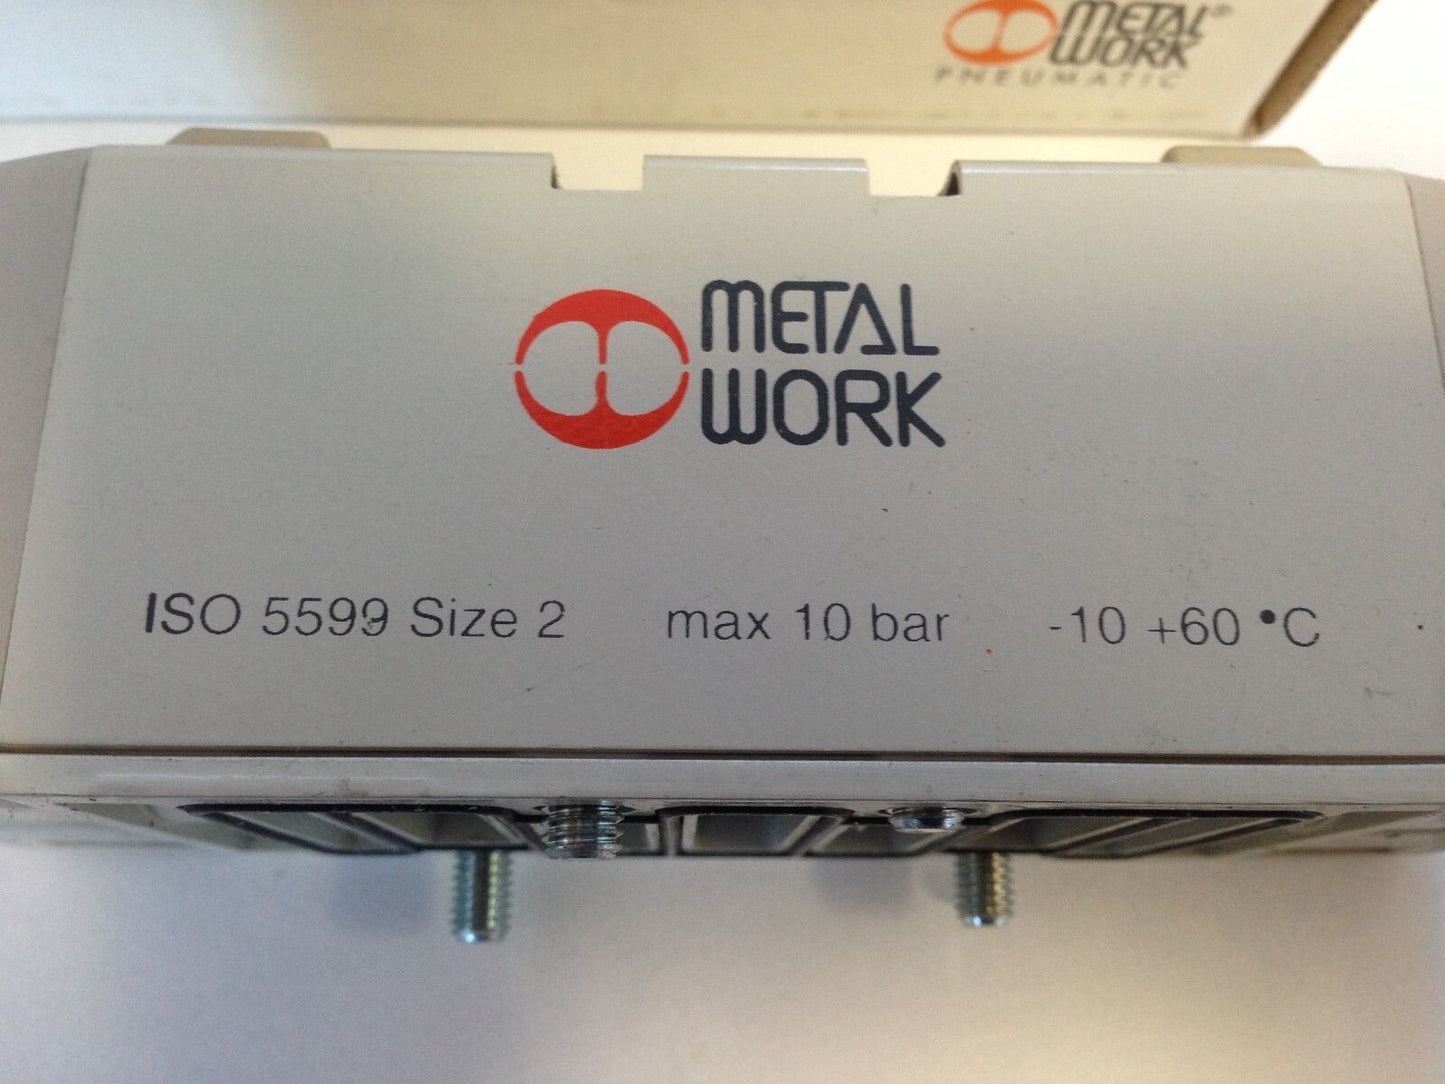 METAL®
WORK
PNEUMATIC
METAL
WORK
ISO 5599 Size 2 max 10 bar -10 +60 °C